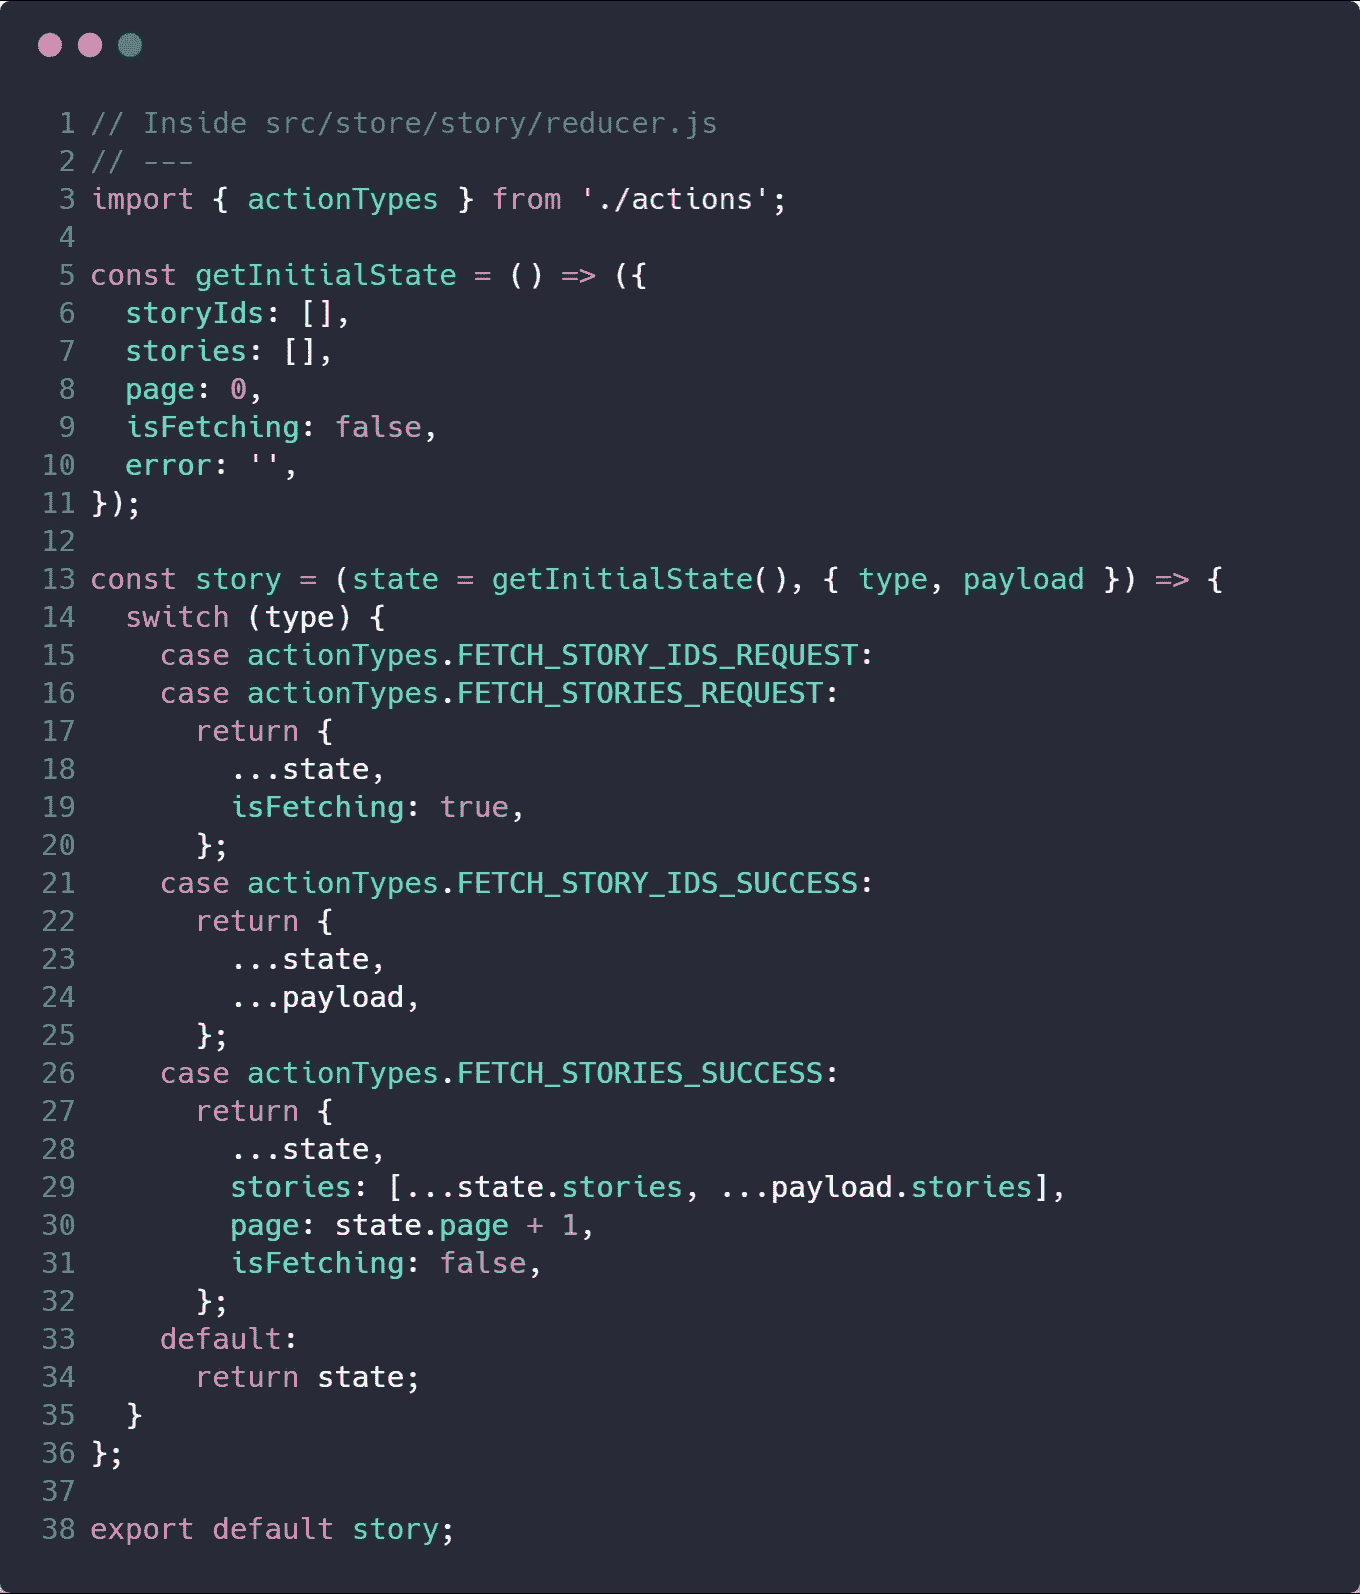 1 // Inside src/store/story/reducer.js
2 // ---
3 import { actionTypes } from './actions';
4
5 const getInitialState = () => ({
6   storyIds: [],
7   stories: [],
8   page: 0,
9   isFetching: false,
10   error: '',
11 });
12
13 const story = (state = getInitialState(), { type, payload }) => {
14   switch (type) {
15     case actionTypes.FETCH_STORY_IDS_REQUEST:
16     case actionTypes.FETCH_STORIES_REQUEST:
17       return {
18         ...state,
19         isFetching: true,
20       };
21     case actionTypes.FETCH_STORY_IDS_SUCCESS:
22       return {
23         ...state,
24         ...payload,
25       };
26     case actionTypes.FETCH_STORIES_SUCCESS:
27       return {
28         ...state,
29         stories: [...state.stories, ...payload.stories],
30         page: state.page + 1,
31         isFetching: false,
32       };
33     default:
34       return state;
35   }
36 };
37
38 export default story;